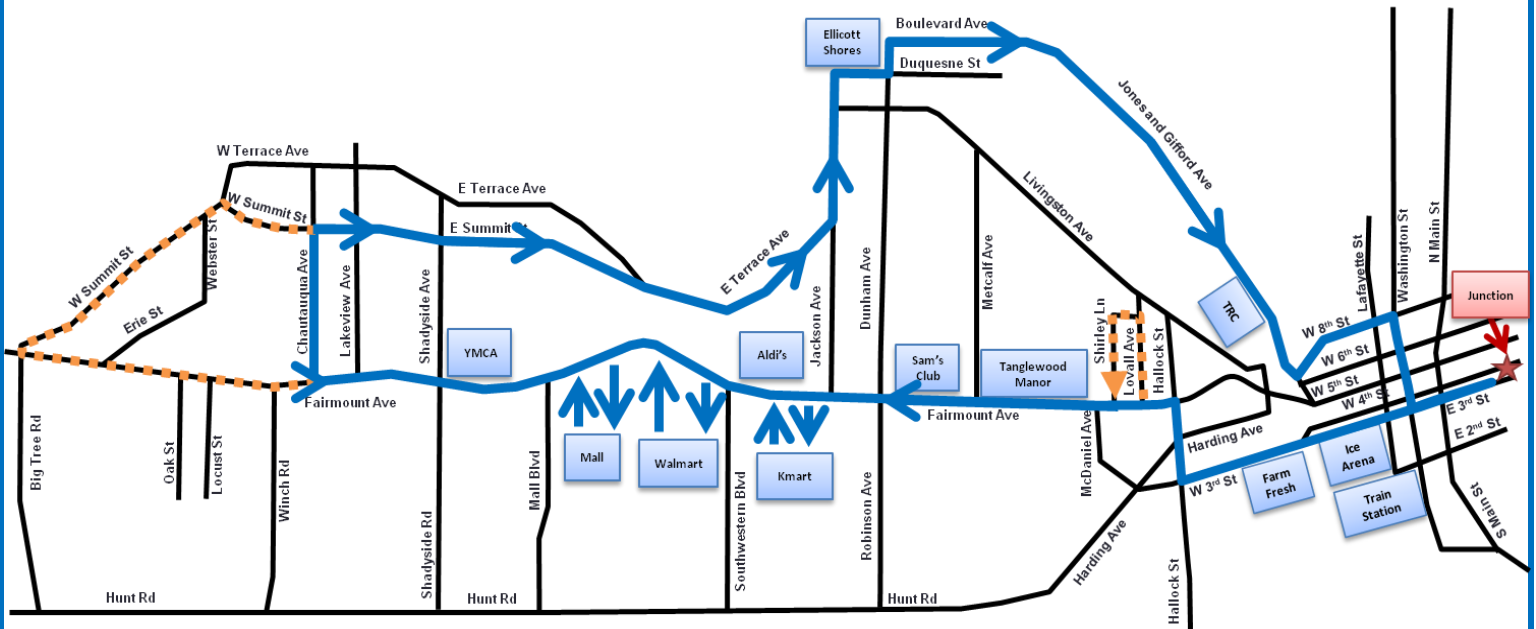 Boulevard Ave
Ellicott
Shores
Duquesne St
Jones and Gifford Ave
W Terrace Ave
E Terrace Ave
W Summit St
E Summit St
W Summit St
Webster St
Erie St
Chautauqua Ave
Lakeview Ave
Shadyside Ave
E Terrace Ave
Jackson Ave
Dunham Ave
Metcalf Ave
Livingston Ave
Shirley Ln
Lovall Ave
Hallock St
TRC
Lafayette St
Washington St
N Main St
Junction
W 8th St
W 6th St
W 5th St
W 4th St
E 3rd St
E 2nd St
YMCA
Aldi's
Sam's
Club
Tanglewood
Manor
Fairmount Ave
Fairmount Ave
McDaniel Ave
Harding Ave
W 3rd St
Farm
Fresh
Ice
Arena
Train
Station
S Main St
Mall
Walmart
Kmart
Big Tree Rd
Oak St
Locust St
Winch Rd
Shadyside Rd
Mall Blvd
Southwestern Blvd
Robinson Ave
Harding Ave
Hallock St
Hunt Rd
Hunt Rd
Hunt Rd